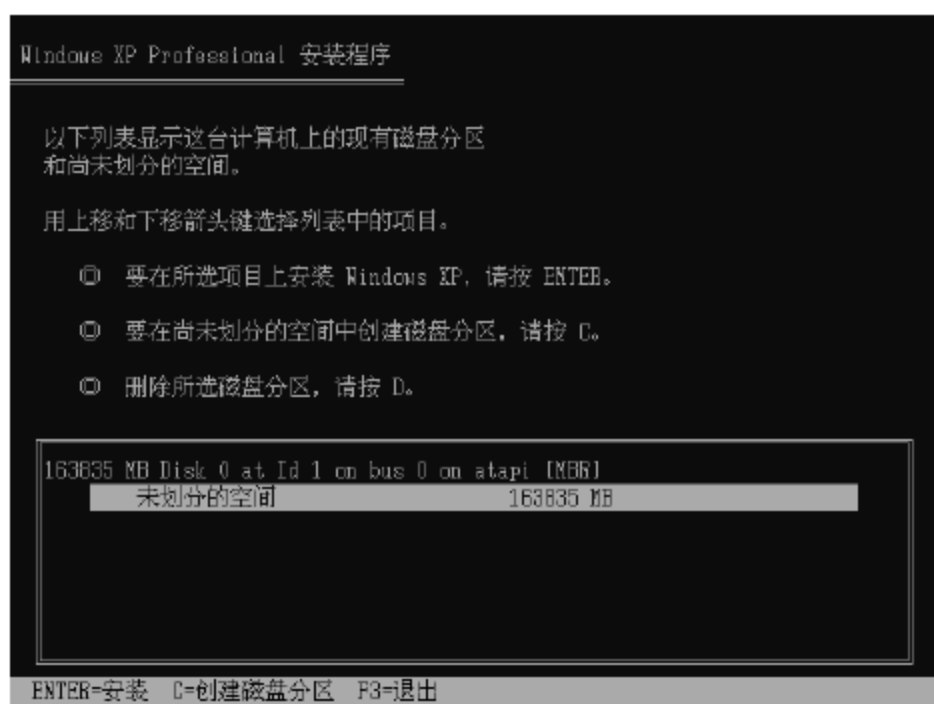 Windows XP Professional 安装程序
以下列表显示这台计算机上的现有磁盘分区
和尚未划分的空间。
用上移和下移箭头键选择列表中的项目。
◎ 要在所选项目上安装 Windows XP, 请按 ENTER。
◎ 要在尚未划分的空间中创建磁盘分区, 请按 C。
◎ 删除所选磁盘分区, 请按 D。
163835 MB Disk 0 at Id 1 on bus 0 on atapi [MBR]
未划分的空间 163835 MB
ENTER=安装 C=创建磁盘分区 F3=退出